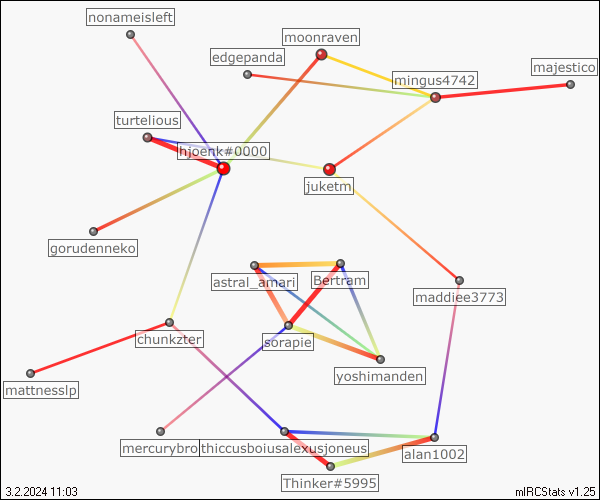 nonameisleft
moonraven
edgepanda
majestico
mingus4742
turtelious
hjoertk#0000
juketm
gorudenneko
astral_amari
Bertram
maddiee3773
chunkzter
sorapie
yoshimanden
mattnesslp
mercurybro
thiccusboiusalexusjoneus
alan1002
Thinker#5995
3.2.2024 11:03
mIRCStats v1.25